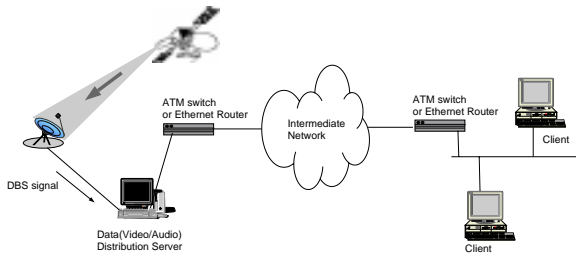 ATM switch
or Ethernet Router
Intermediate
Network
ATM switch
or Ethernet Router
Client
DBS signal
Data(Video/Audio)
Distribution Server
Client